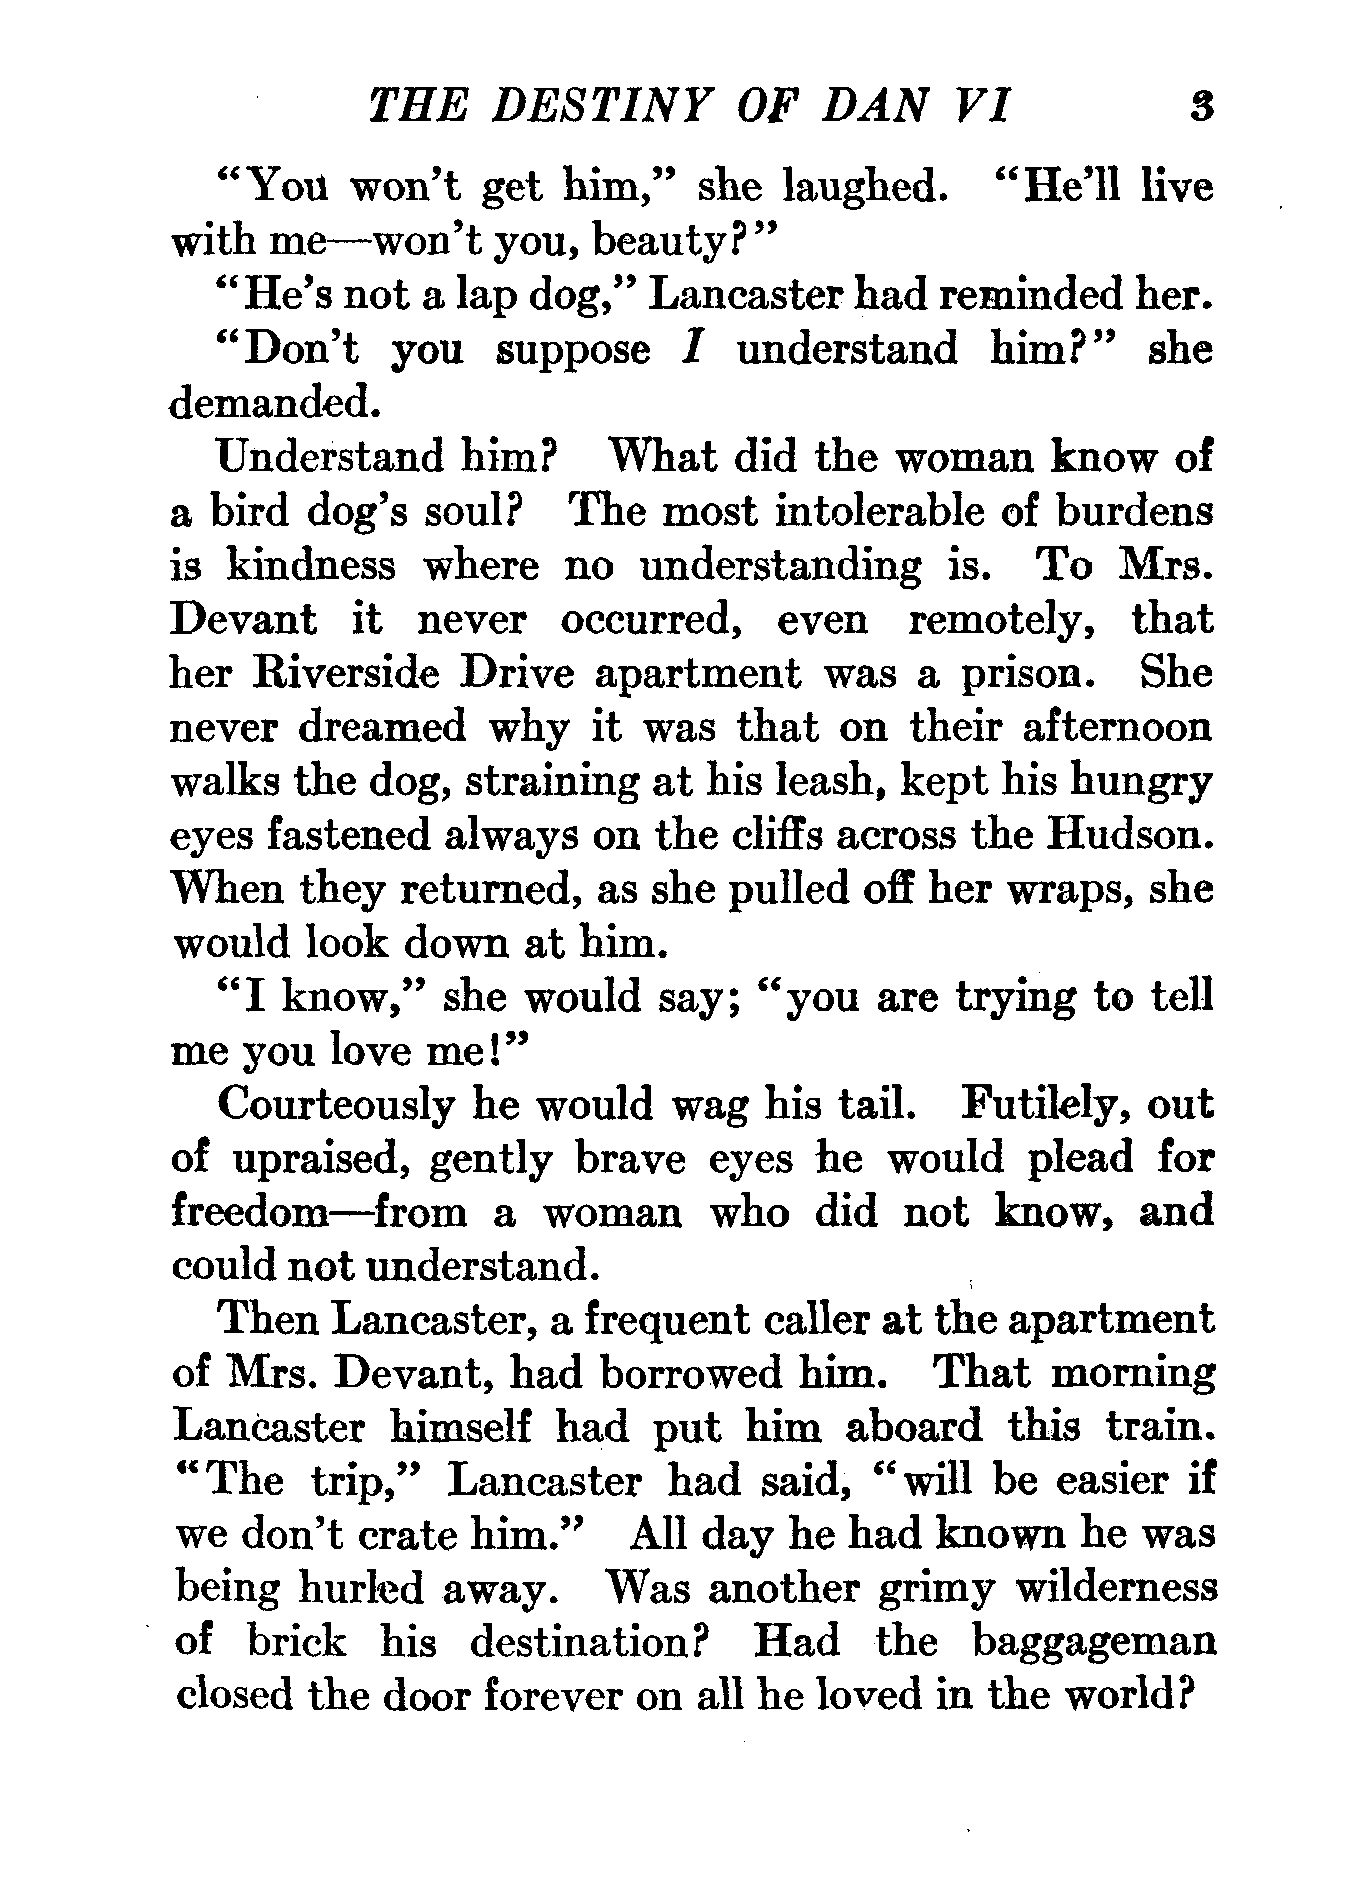 THE DESTINY OF DAN VI 3
“You won’t get him,” she laughed. “He’ll live
with me—won’t you, beauty?”
“He’s not a lap dog,” Lancaster had reminded her.
“Don’t you suppose I understand him?” she
demanded.
Understand him? What did the woman know of
a bird dog’s soul? The most intolerable of burdens
is kindness where no understanding is. To Mrs.
Devant it never occurred, even remotely, that
her Riverside Drive apartment was a prison. She
never dreamed why it was that on their afternoon
walks the dog, straining at his leash, kept his hungry
eyes fastened always on the cliffs across the Hudson.
When they returned, as she pulled off her wraps, she
would look down at him.
“I know,” she would say; “you are trying to tell
me you love me!”
Courteously he would wag his tail. Futilely, out
of upraised, gently brave eyes he would plead for
freedom—from a woman who did not know, and
could not understand.
Then Lancaster, a frequent caller at the apartment
of Mrs. Devant, had borrowed him. That morning
Lancaster himself had put him aboard this train.
“The trip,” Lancaster had said, “will be easier if
we don’t crate him.” All day he had known he was
being hurled away. Was another grimy wilderness
of brick his destination? Had the baggageman
closed the door forever on all he loved in the world?